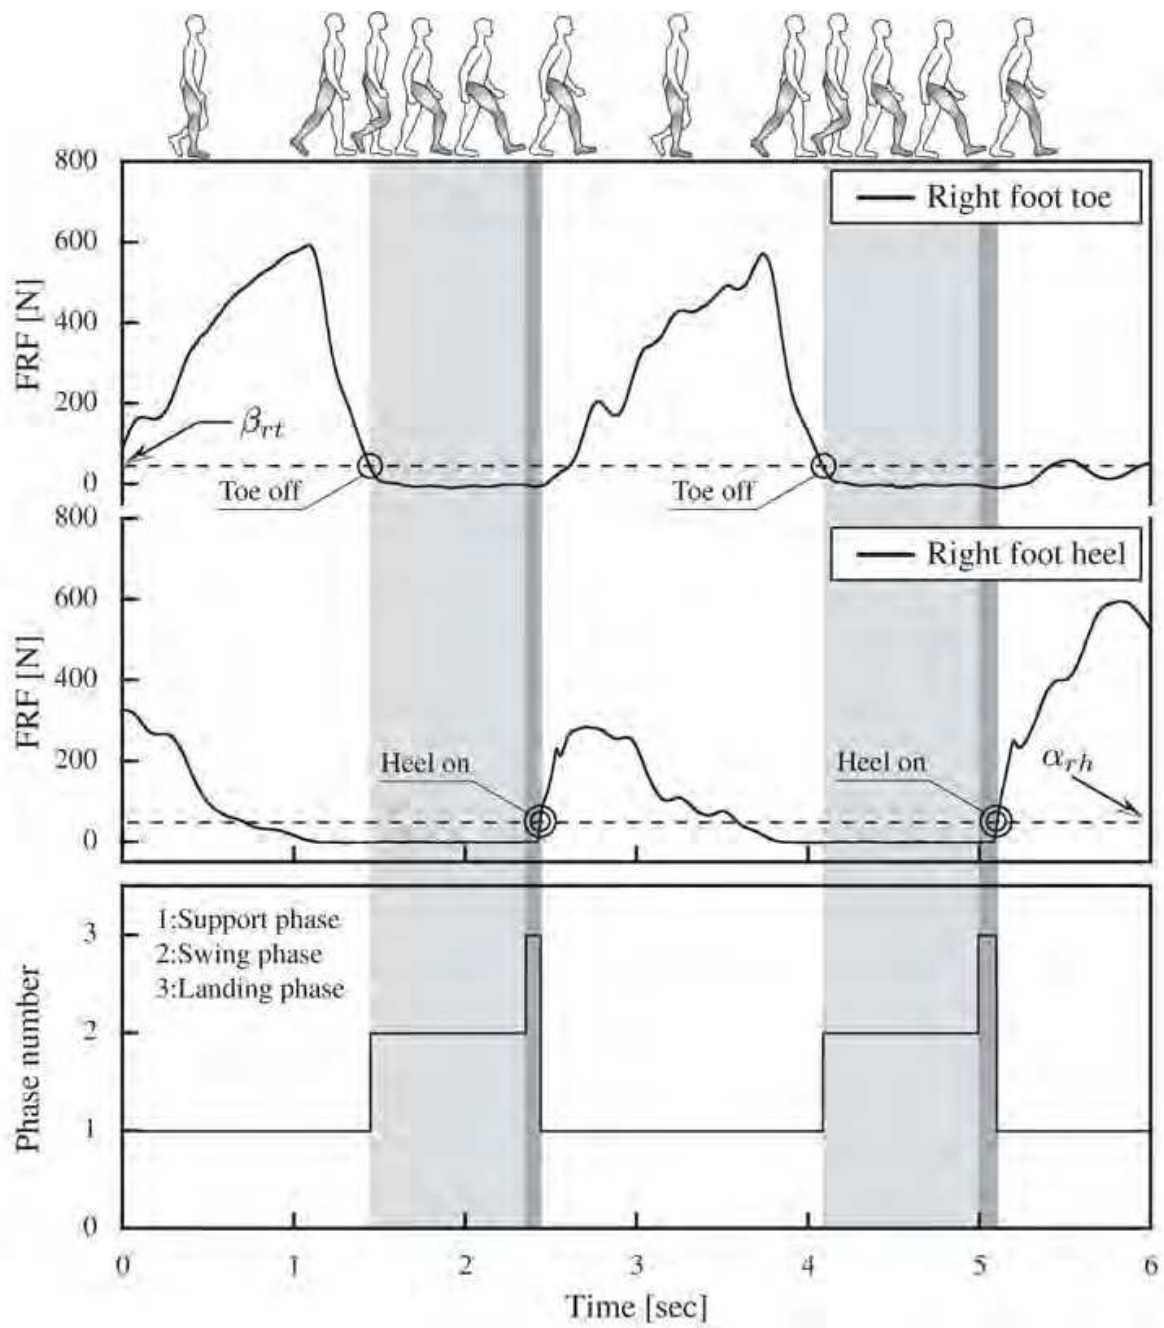 800
600
400
200
0
FRF [N]
Right foot toe
βrt
Toe off
Toe off
800
600
400
200
0
FRF [N]
Right foot heel
Heel on
Heel on
αrh
3
2
1
0
Phase number
1:Support phase
2:Swing phase
3:Landing phase
0 1 2 3 4 5 6
Time [sec]